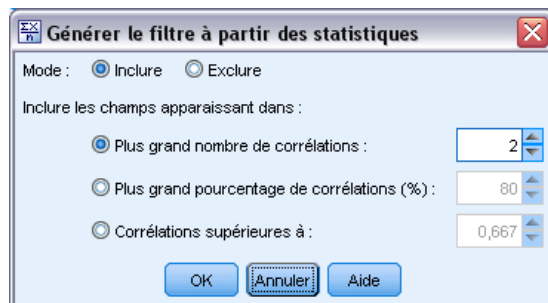 Générer le filtre à partir des statistiques
Mode : Inclure Exclure
Inclure les champs apparaissant dans :
Plus grand nombre de corrélations : 2
Plus grand pourcentage de corrélations (%) : 80
Corrélations supérieures à : 0,667
OK Annuler Aide